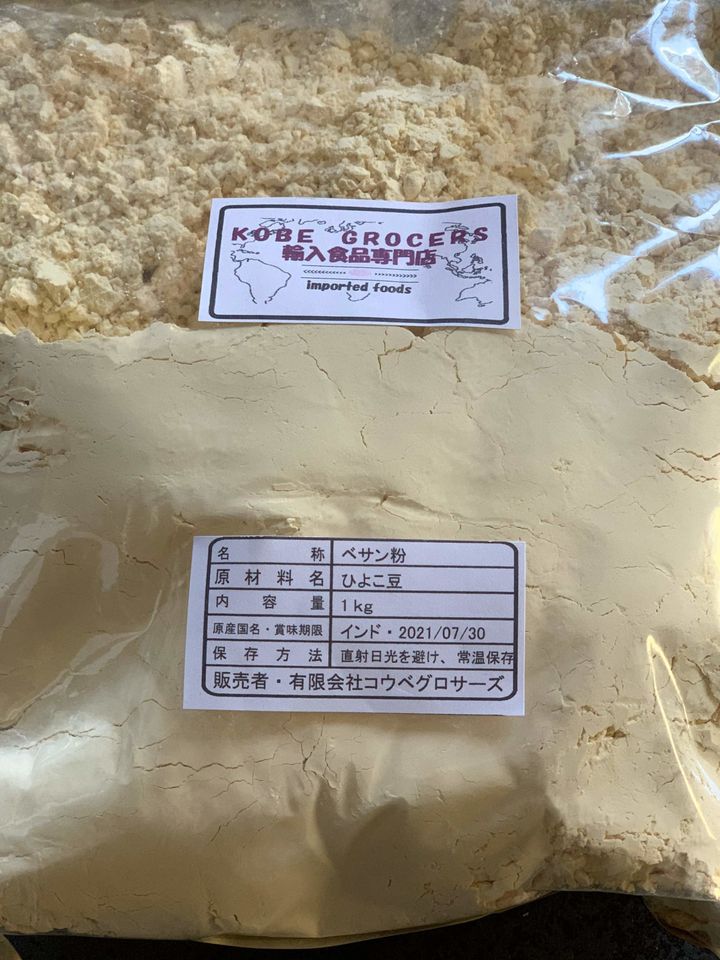 KOBE GROCERS
輸入食品専門店
imported foods
名称 ベサン粉
原材料名 ひよこ豆
内容量 1kg
原産国名・賞味期限 インド・2021/07/30
保存方法 直射日光を避け、常温保存
販売者・有限会社コウベグロサーズ